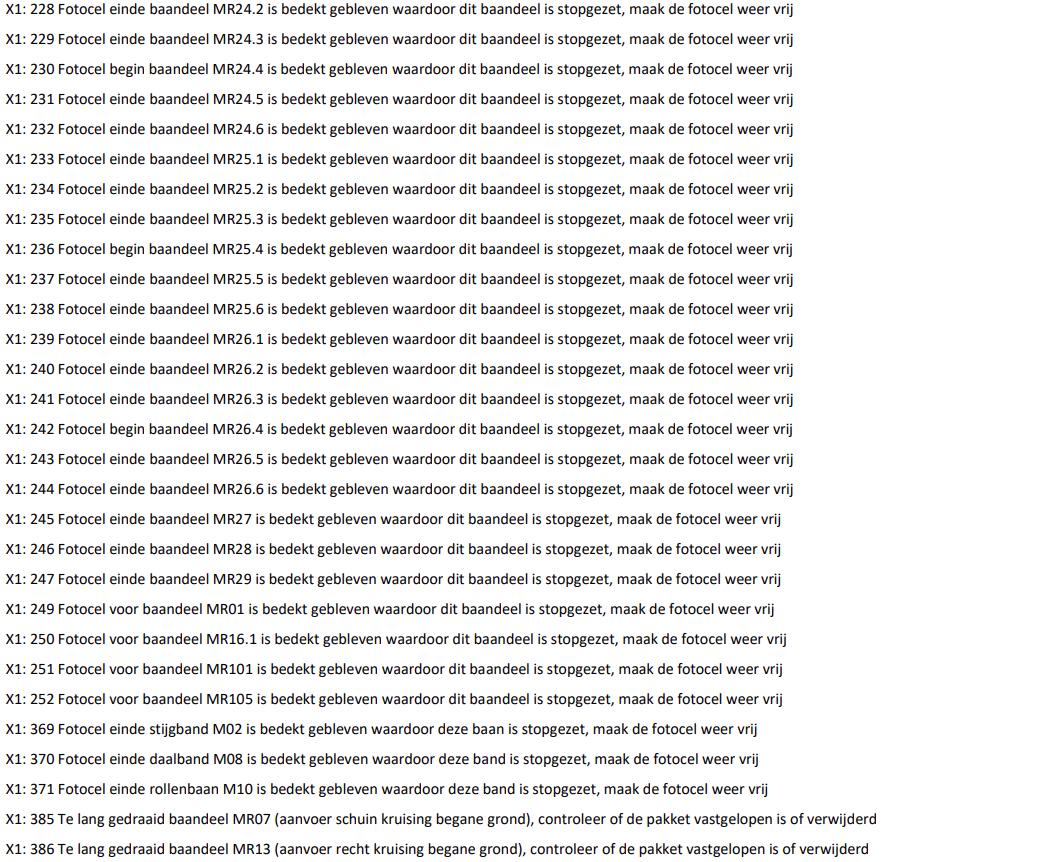 X1: 228 Fotocel einde baandeel MR24.2 is bedekt gebleven waardoor dit baandeel is stopgezet, maak de fotocel weer vrij
X1: 229 Fotocel einde baandeel MR24.3 is bedekt gebleven waardoor dit baandeel is stopgezet, maak de fotocel weer vrij
X1: 230 Fotocel begin baandeel MR24.4 is bedekt gebleven waardoor dit baandeel is stopgezet, maak de fotocel weer vrij
X1: 231 Fotocel einde baandeel MR24.5 is bedekt gebleven waardoor dit baandeel is stopgezet, maak de fotocel weer vrij
X1: 232 Fotocel einde baandeel MR24.6 is bedekt gebleven waardoor dit baandeel is stopgezet, maak de fotocel weer vrij
X1: 233 Fotocel einde baandeel MR25.1 is bedekt gebleven waardoor dit baandeel is stopgezet, maak de fotocel weer vrij
X1: 234 Fotocel einde baandeel MR25.2 is bedekt gebleven waardoor dit baandeel is stopgezet, maak de fotocel weer vrij
X1: 235 Fotocel einde baandeel MR25.3 is bedekt gebleven waardoor dit baandeel is stopgezet, maak de fotocel weer vrij
X1: 236 Fotocel begin baandeel MR25.4 is bedekt gebleven waardoor dit baandeel is stopgezet, maak de fotocel weer vrij
X1: 237 Fotocel einde baandeel MR25.5 is bedekt gebleven waardoor dit baandeel is stopgezet, maak de fotocel weer vrij
X1: 238 Fotocel einde baandeel MR25.6 is bedekt gebleven waardoor dit baandeel is stopgezet, maak de fotocel weer vrij
X1: 239 Fotocel einde baandeel MR26.1 is bedekt gebleven waardoor dit baandeel is stopgezet, maak de fotocel weer vrij
X1: 240 Fotocel einde baandeel MR26.2 is bedekt gebleven waardoor dit baandeel is stopgezet, maak de fotocel weer vrij
X1: 241 Fotocel einde baandeel MR26.3 is bedekt gebleven waardoor dit baandeel is stopgezet, maak de fotocel weer vrij
X1: 242 Fotocel begin baandeel MR26.4 is bedekt gebleven waardoor dit baandeel is stopgezet, maak de fotocel weer vrij
X1: 243 Fotocel einde baandeel MR26.5 is bedekt gebleven waardoor dit baandeel is stopgezet, maak de fotocel weer vrij
X1: 244 Fotocel einde baandeel MR26.6 is bedekt gebleven waardoor dit baandeel is stopgezet, maak de fotocel weer vrij
X1: 245 Fotocel einde baandeel MR27 is bedekt gebleven waardoor dit baandeel is stopgezet, maak de fotocel weer vrij
X1: 246 Fotocel einde baandeel MR28 is bedekt gebleven waardoor dit baandeel is stopgezet, maak de fotocel weer vrij
X1: 247 Fotocel einde baandeel MR29 is bedekt gebleven waardoor dit baandeel is stopgezet, maak de fotocel weer vrij
X1: 249 Fotocel voor baandeel MR01 is bedekt gebleven waardoor dit baandeel is stopgezet, maak de fotocel weer vrij
X1: 250 Fotocel voor baandeel MR16.1 is bedekt gebleven waardoor dit baandeel is stopgezet, maak de fotocel weer vrij
X1: 251 Fotocel voor baandeel MR101 is bedekt gebleven waardoor dit baandeel is stopgezet, maak de fotocel weer vrij
X1: 252 Fotocel voor baandeel MR105 is bedekt gebleven waardoor dit baandeel is stopgezet, maak de fotocel weer vrij
X1: 369 Fotocel einde stijgband M02 is bedekt gebleven waardoor deze baan is stopgezet, maak de fotocel weer vrij
X1: 370 Fotocel einde daalband M08 is bedekt gebleven waardoor deze band is stopgezet, maak de fotocel weer vrij
X1: 371 Fotocel einde rollenbaan M10 is bedekt gebleven waardoor deze band is stopgezet, maak de fotocel weer vrij
X1: 385 Te lang gedraaid baandeel MR07 (aanvoer schuin kruising begane grond), controleer of de pakket vastgelopen is of verwijderd
X1: 386 Te lang gedraaid baandeel MR13 (aanvoer recht kruising begane grond), controleer of de pakket vastgelopen is of verwijderd